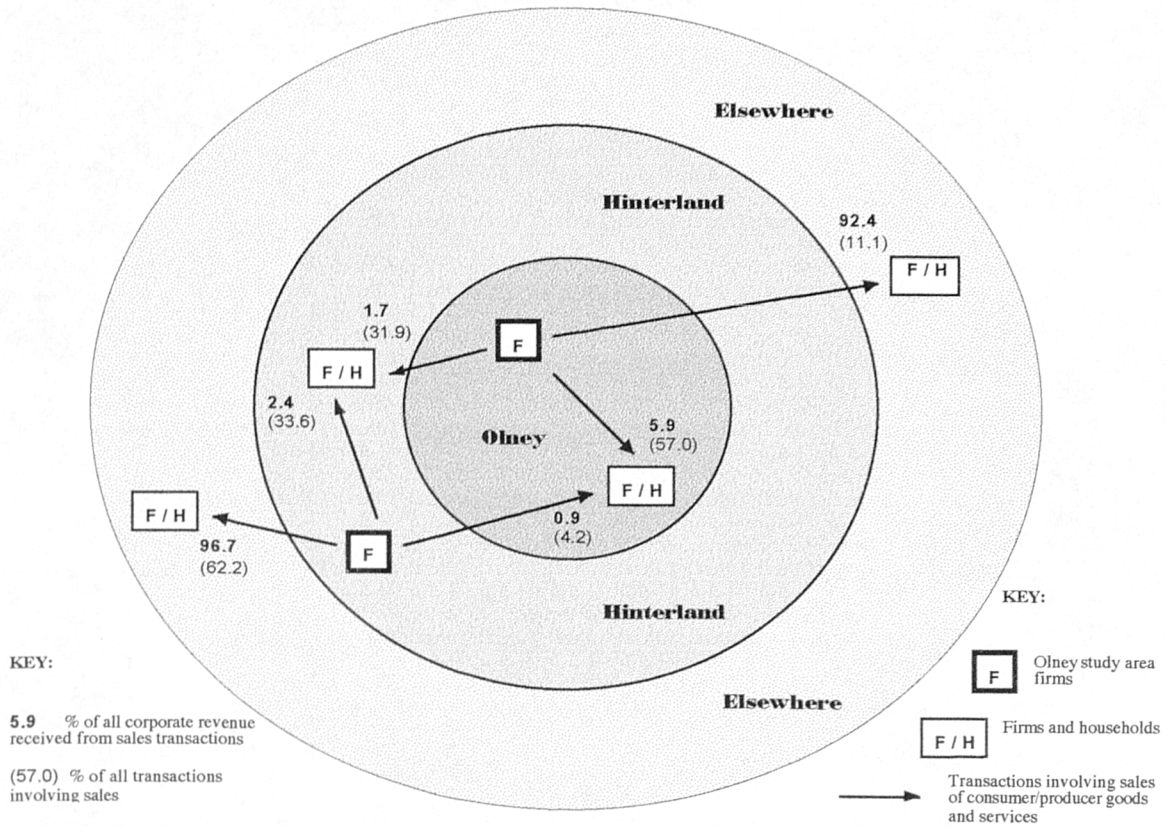 Elsewhere
Hinterland
92.4
(11.1)
F / H
1.7
(31.9)
F
F / H
2.4
(33.6)
Olney
5.9
(57.0)
F / H
F / H
0.9
(4.2)
96.7
(62.2)
F
Hinterland
Elsewhere
KEY:
5.9 % of all corporate revenue
received from sales transactions
(57.0) % of all transactions
involving sales
KEY:
F
Olney study area
firms
F / H
Firms and households
Transactions involving sales
of consumer/producer goods
and services